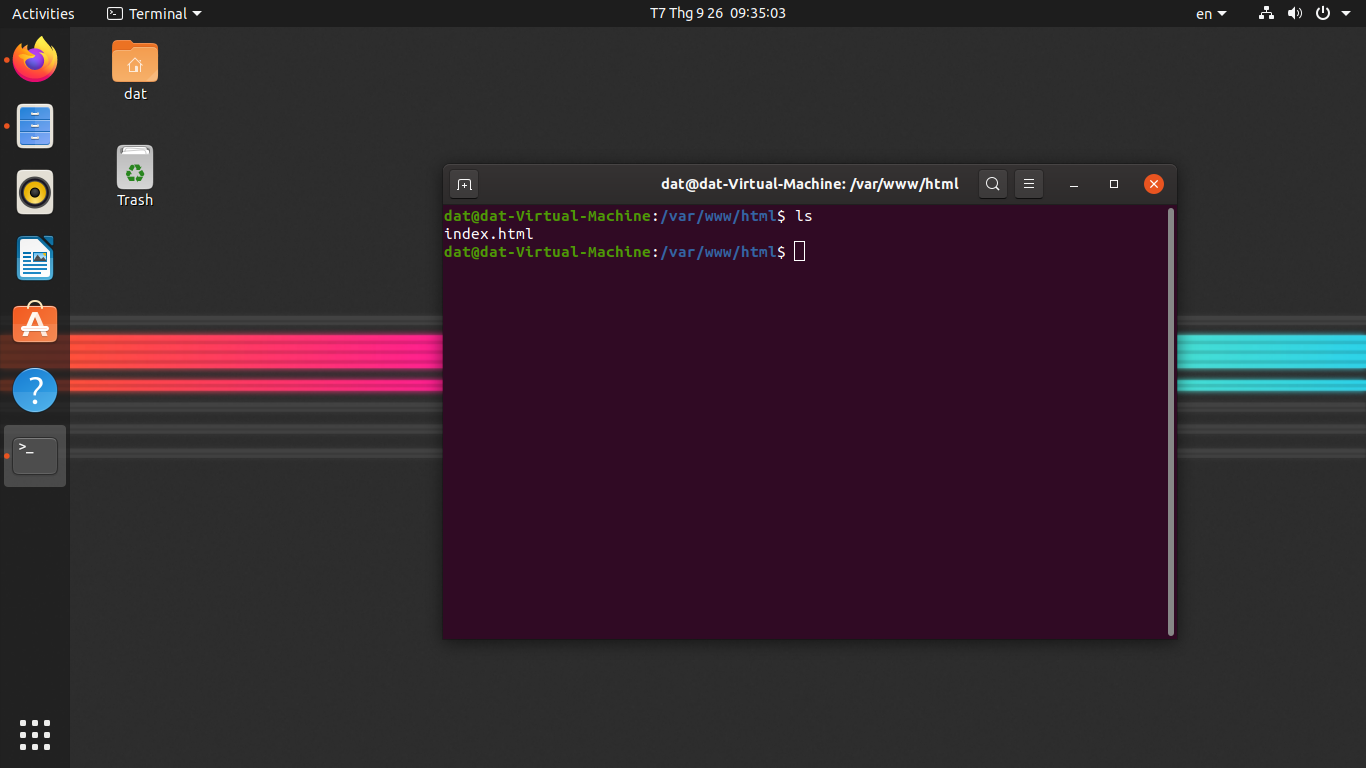 Activities
Terminal
T7 Thg 9 26 09:35:03
en
dat
Trash
dat@dat-Virtual-Machine: /var/www/html
dat@dat-Virtual-Machine:/var/www/html$ ls
index.html
dat@dat-Virtual-Machine:/var/www/html$